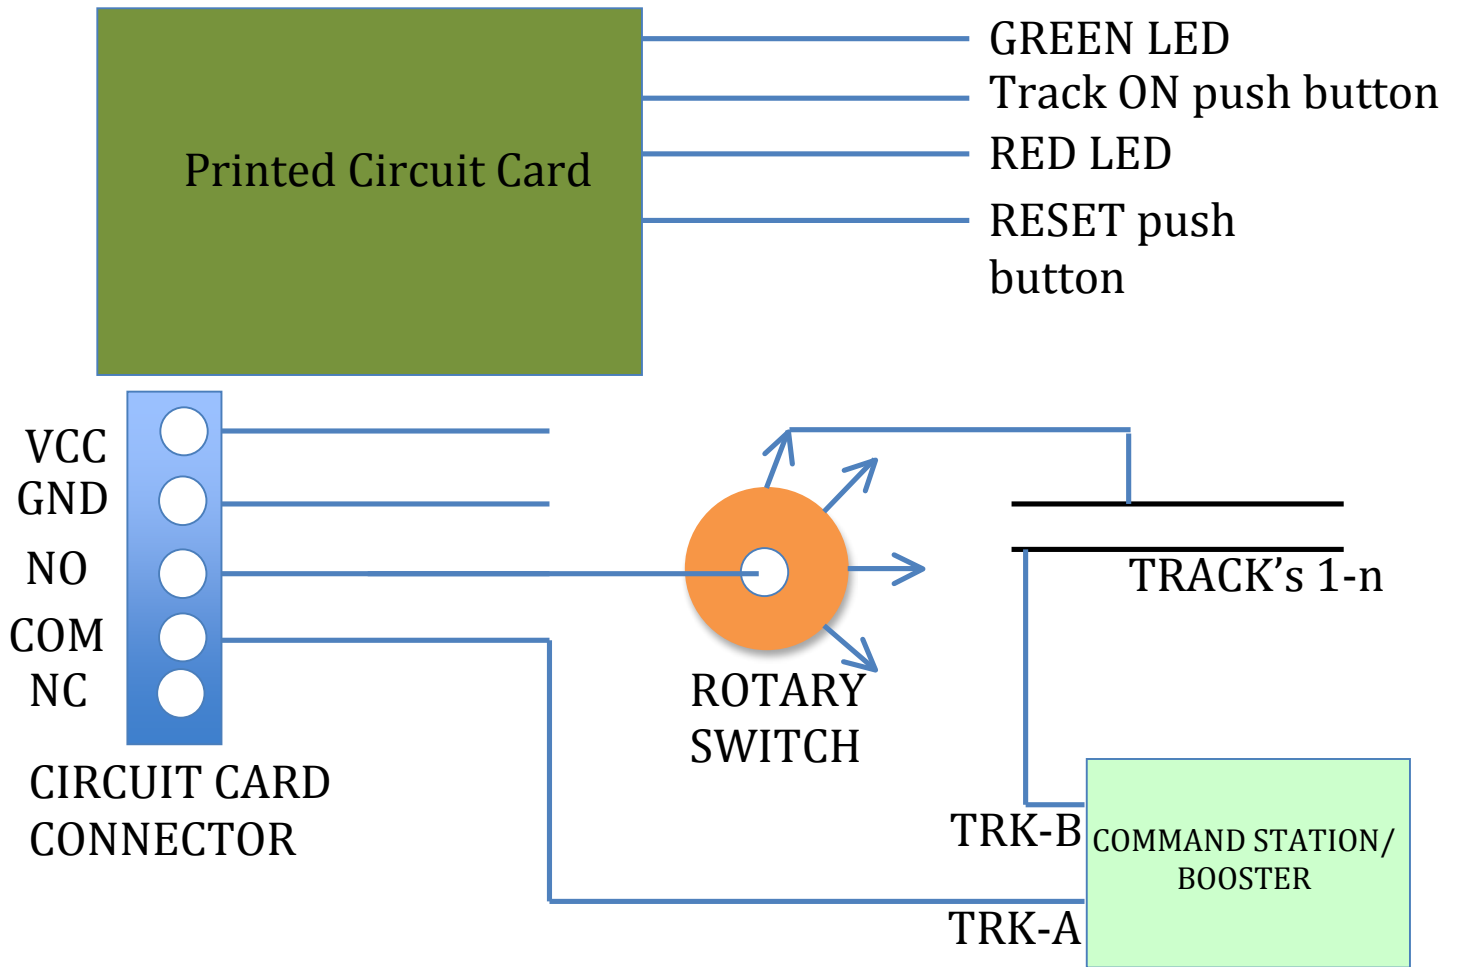 GREEN LED
Track ON push button
Printed Circuit Card
RED LED
RESET push
button
VCC
GND
NO
COM
NC
TRACK’s 1-n
ROTARY
SWITCH
CIRCUIT CARD
CONNECTOR
TRK-B
COMMAND STATION/
BOOSTER
TRK-A